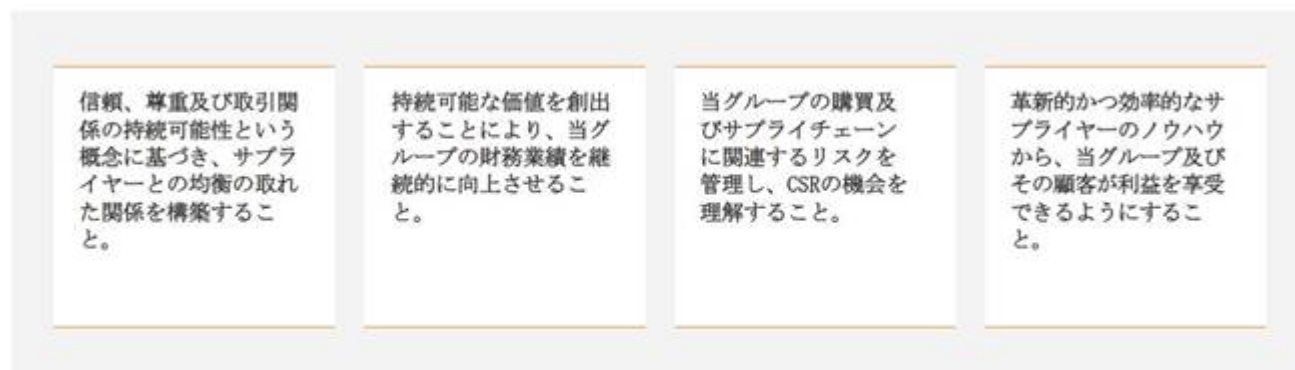 信頼、尊重及び取引関
係の持続可能性という
概念に基づき、サプラ
イヤーとの均衡の取れ
た関係を構築するこ
と。
持続可能な価値を創出
することにより、当グ
ループの財務業績を継
続的に向上させるこ
と。
当グループの購買及
びサプライチェーン
に関連するリスクを
管理し、CSRの機会を
理解すること。
革新的かつ効率的なサ
プライヤーのノウハウ
から、当グループ及び
その顧客が利益を享受
できるようにするこ
と。